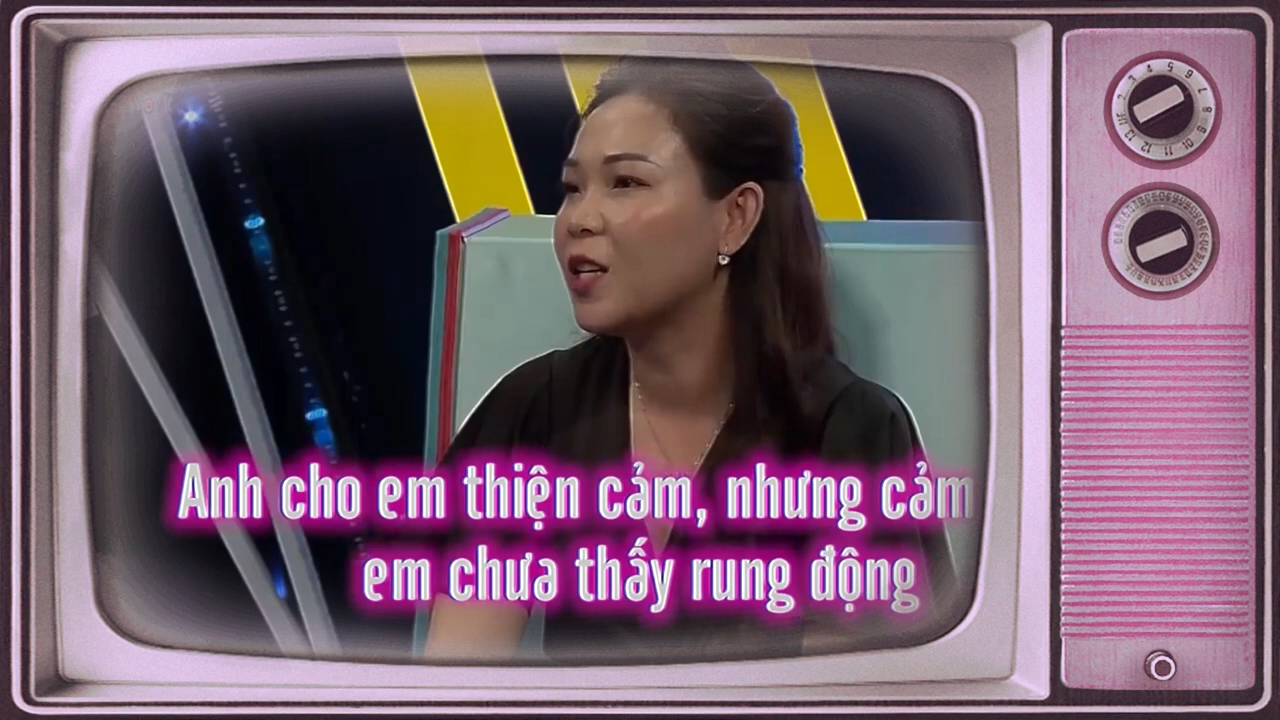 Anh cho em thiện cảm, nhưng cảm
em chưa thấy rung động